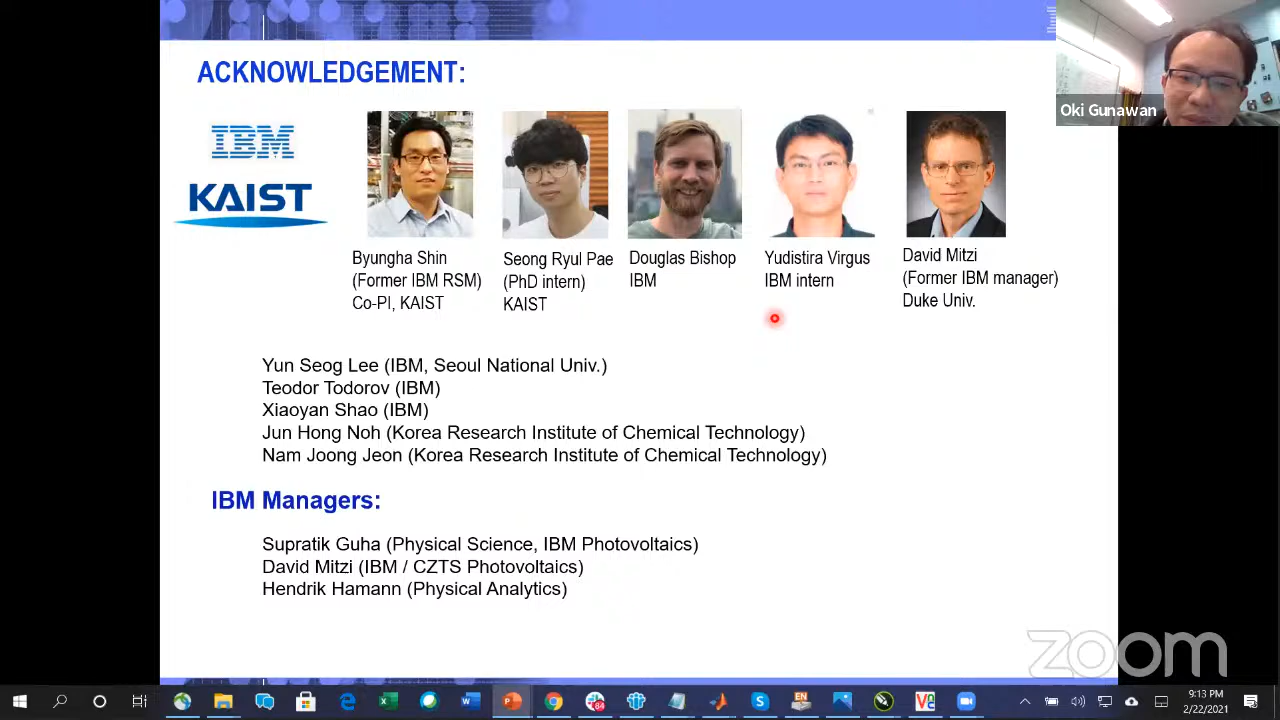 ACKNOWLEDGEMENT:
IBM
KAIST
Byungha Shin
(Former IBM RSM)
Co-PI, KAIST
Seong Ryul Pae
(PhD intern)
KAIST
Douglas Bishop
IBM
Yudistira Virgus
IBM intern
David Mitzi
(Former IBM manager)
Duke Univ.
Oki Gunawan
Yun Seog Lee (IBM, Seoul National Univ.)
Teodor Todorov (IBM)
Xiaoyan Shao (IBM)
Jun Hong Noh (Korea Research Institute of Chemical Technology)
Nam Joong Jeon (Korea Research Institute of Chemical Technology)
IBM Managers:
Supratik Guha (Physical Science, IBM Photovoltaics)
David Mitzi (IBM / CZTS Photovoltaics)
Hendrik Hamann (Physical Analytics)
zoom
64
EN
9:13 PM
2/22/2021